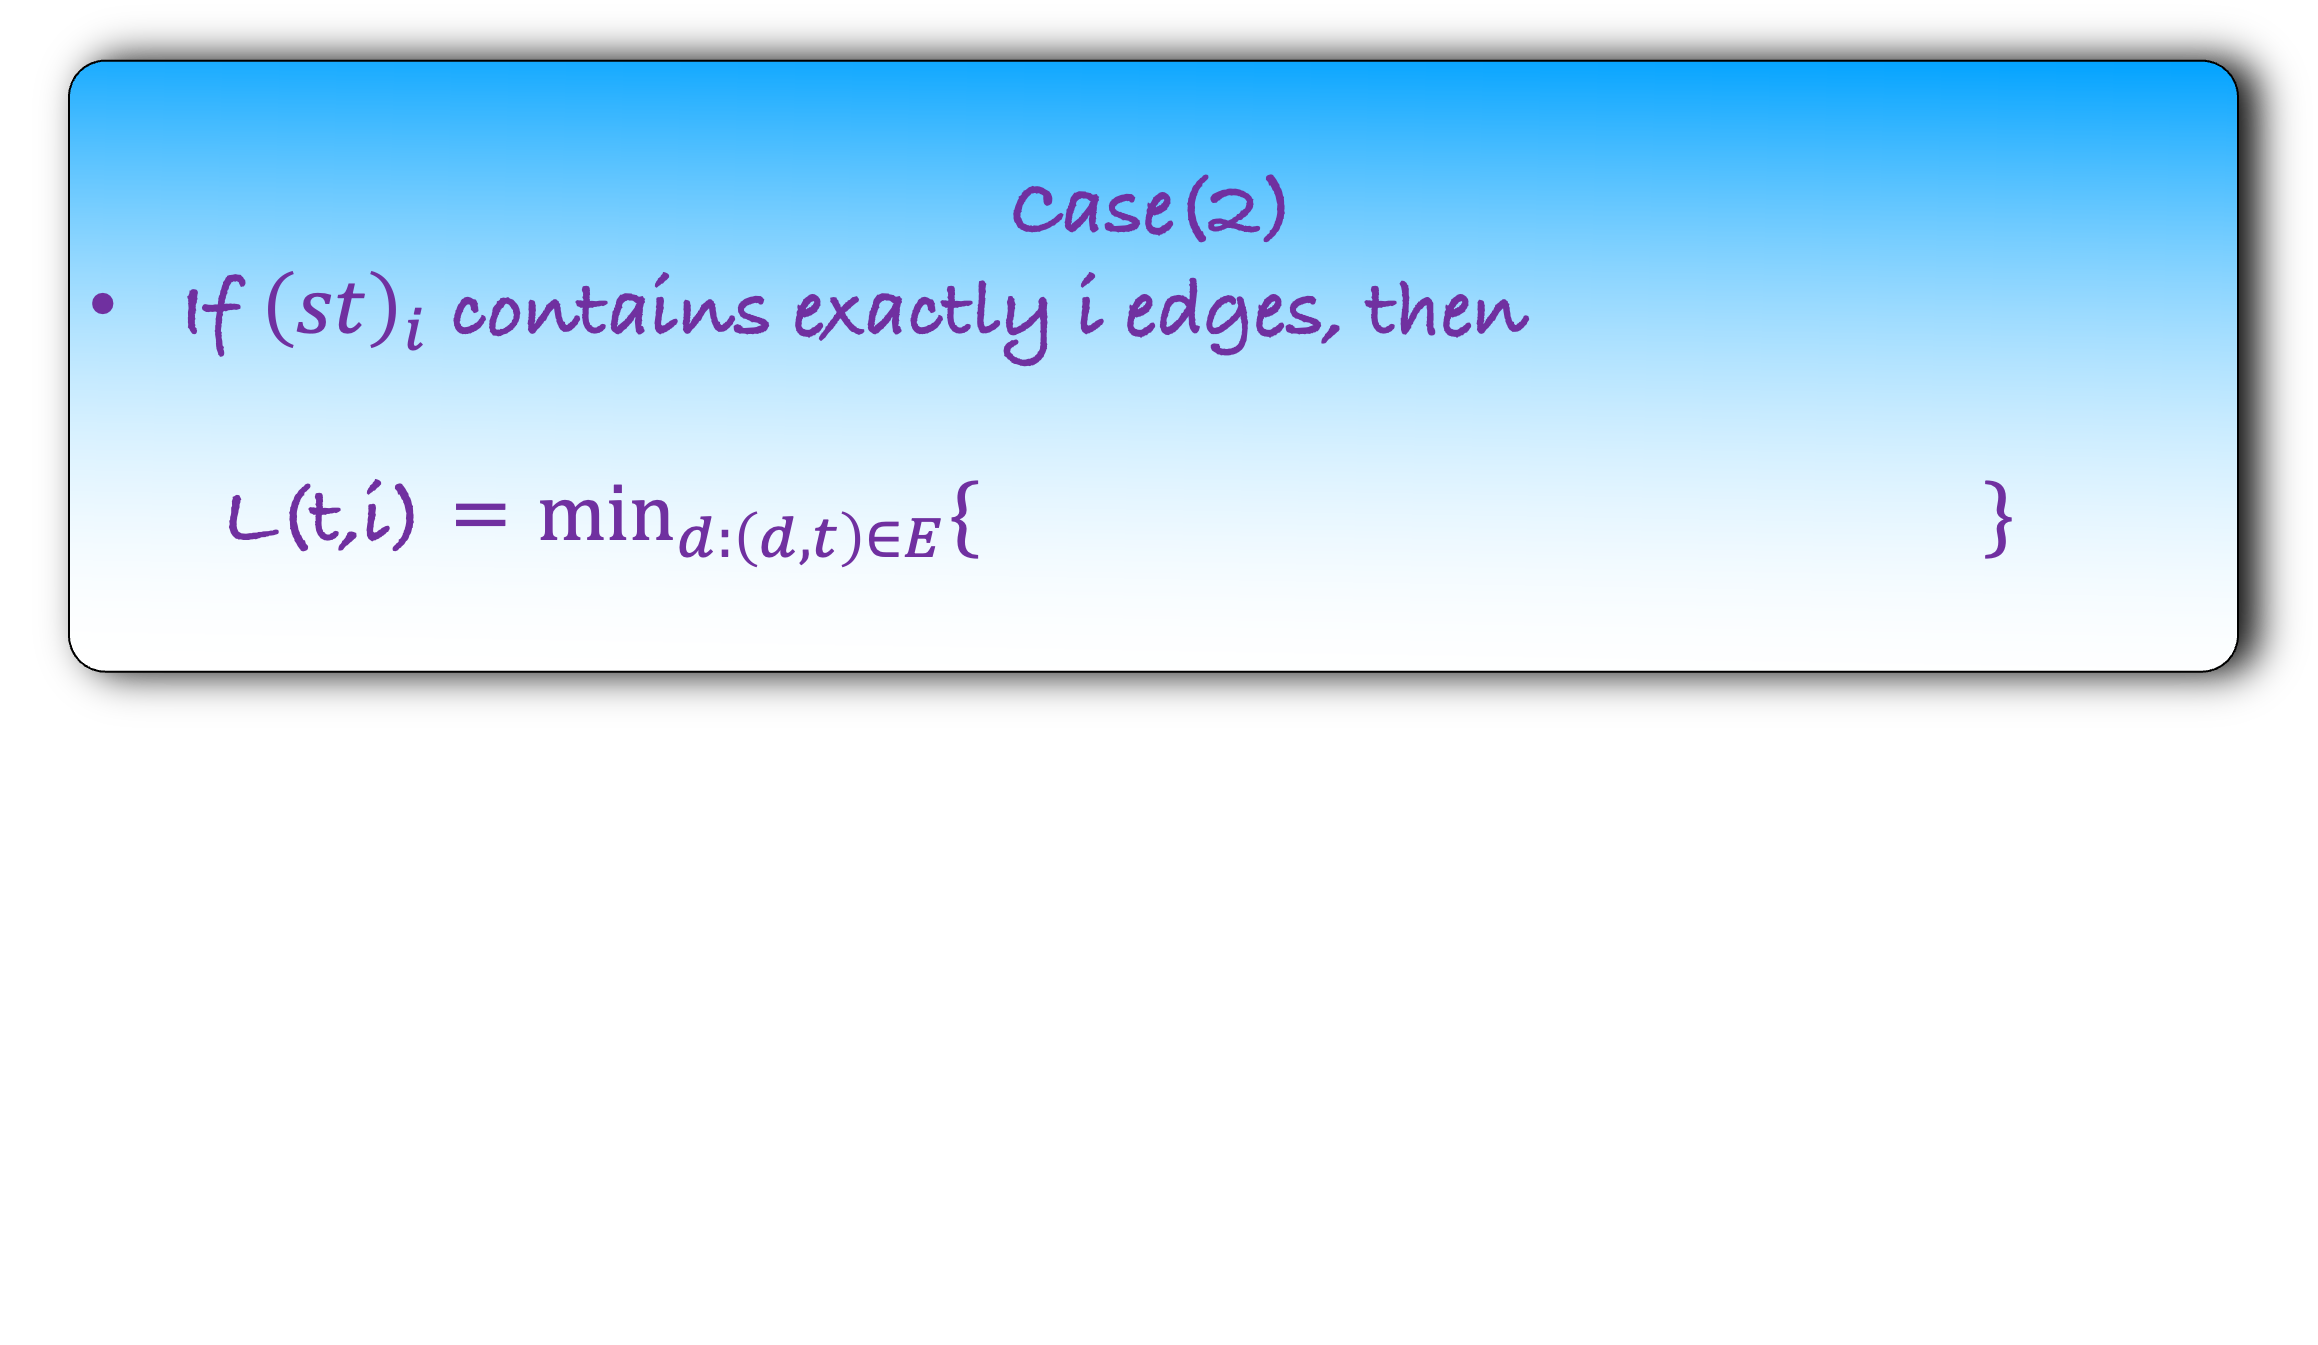 Case(2)
• If (st)ᵢ contains exactly i edges, then
L(t,i) = min_{d:(d,t)∈E}{ }